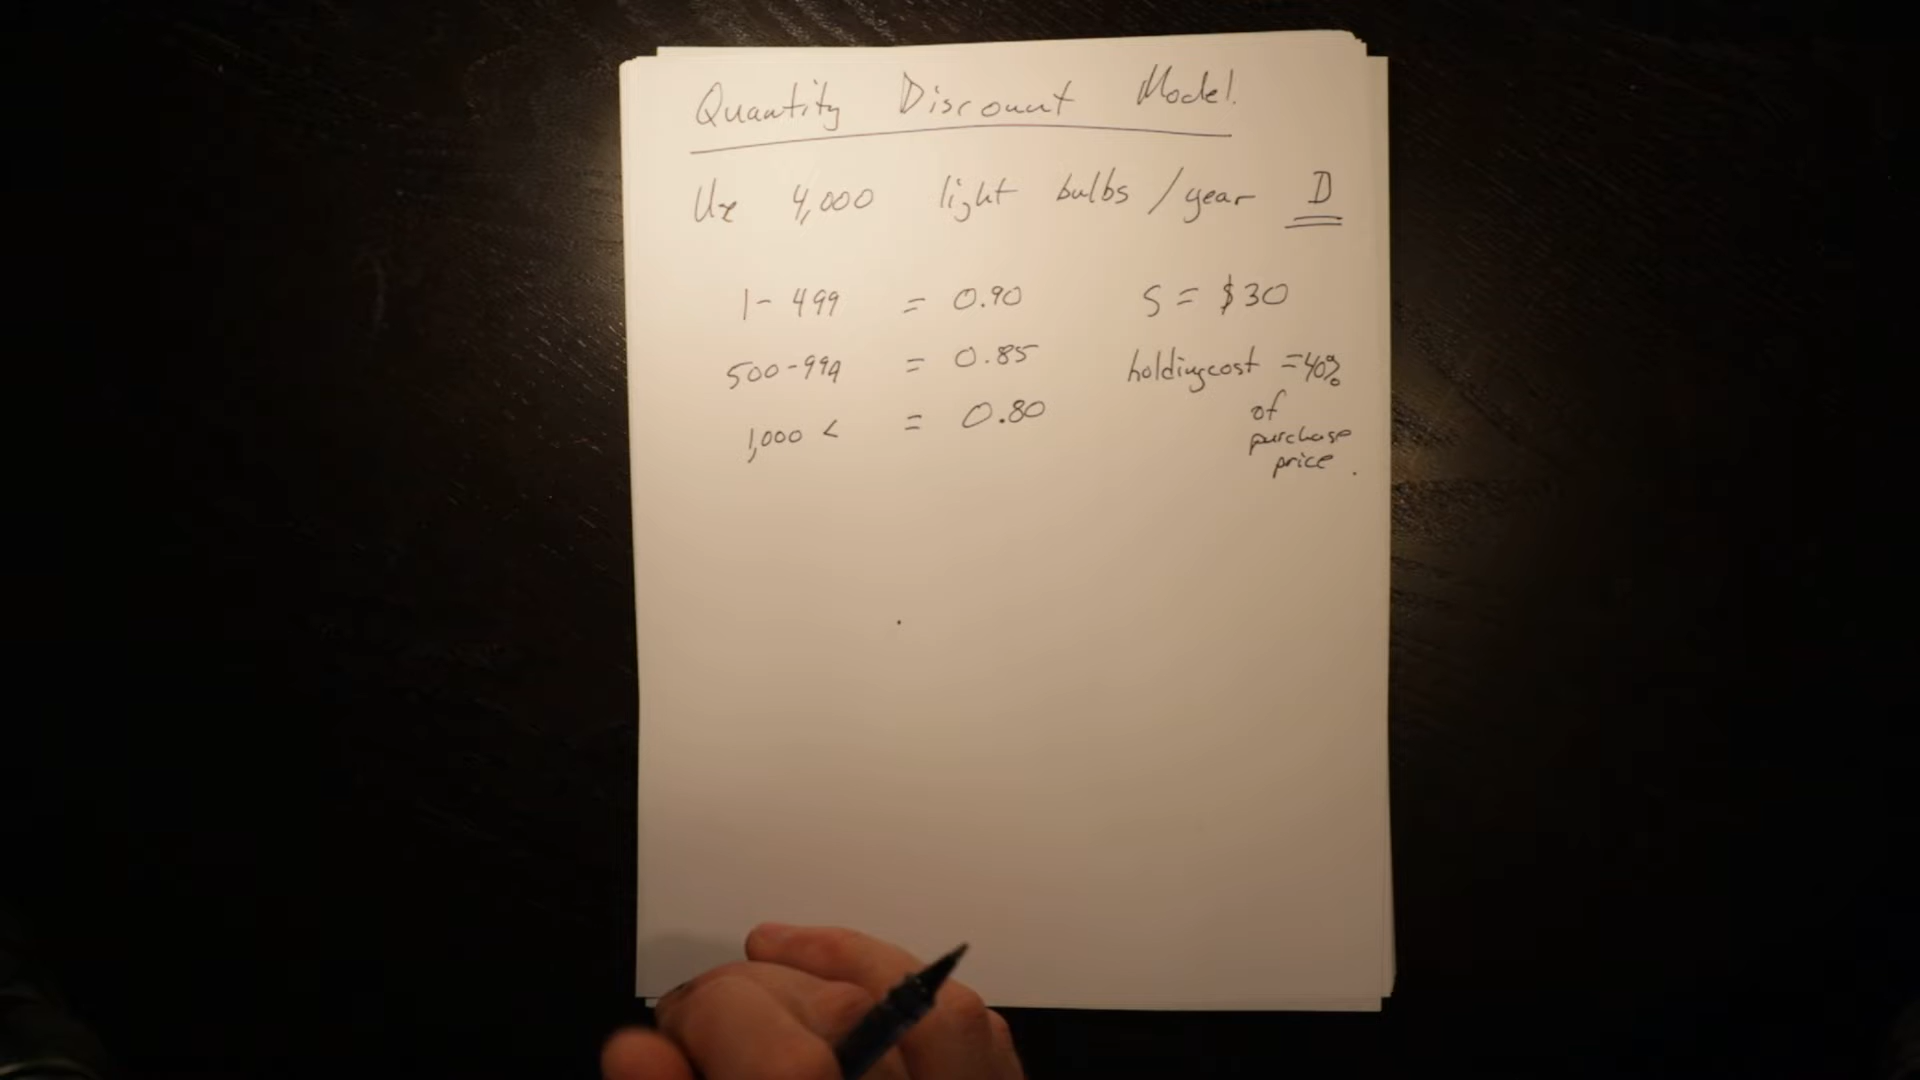 Quantity Discount Model.
Use 4,000 light bulbs / year D
1 - 499 = 0.90 S = $30
500 - 999 = 0.85 holding cost = 40%
of
1,000 < = 0.80 purchase
price.